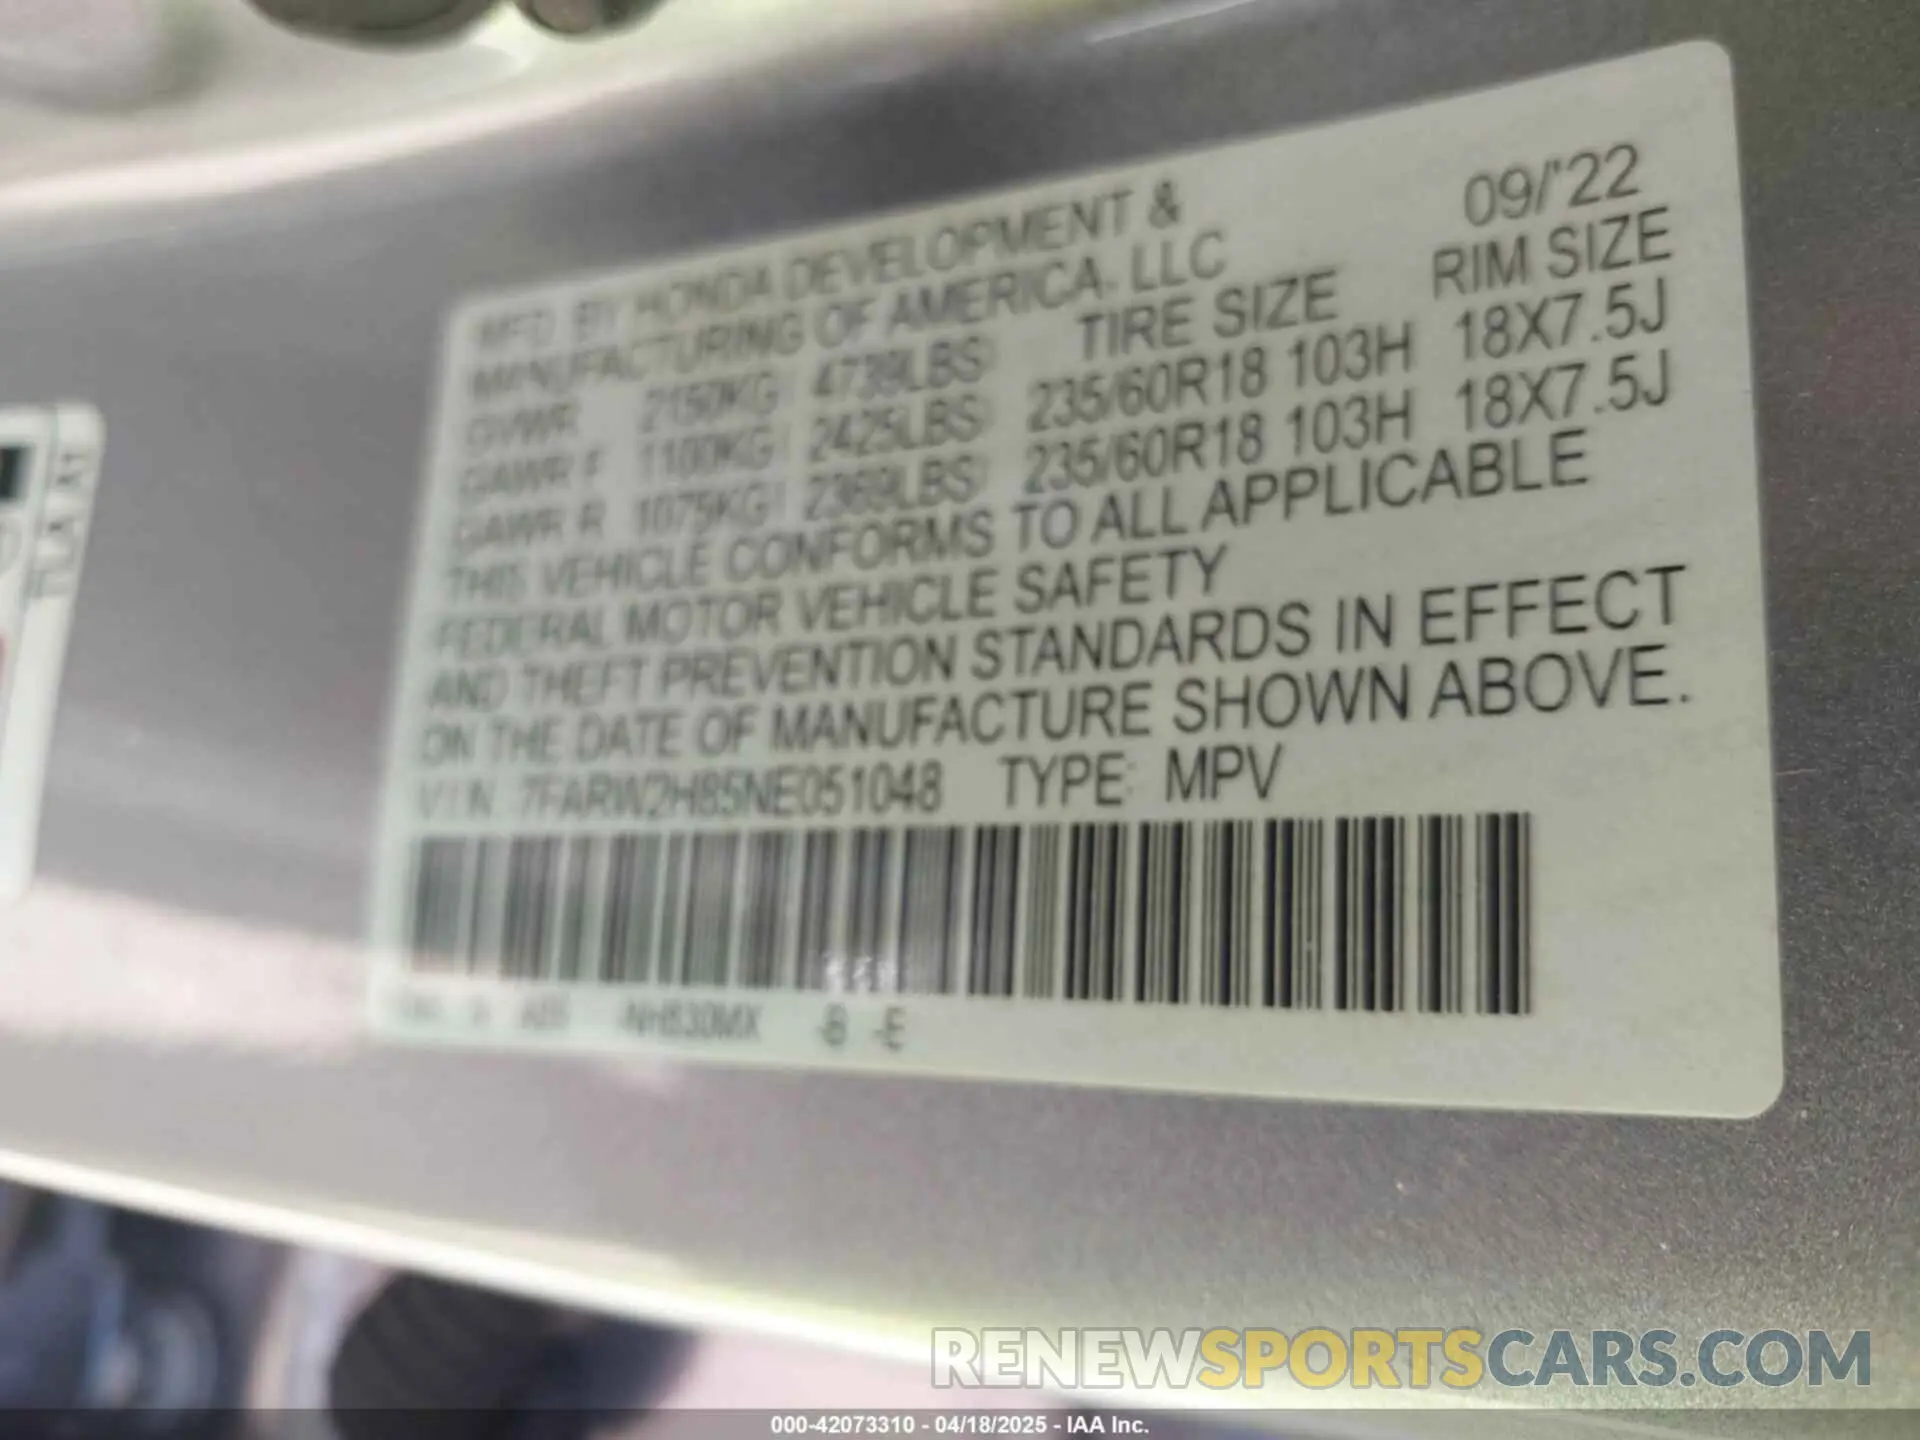 MFD. BY HONDA DEVELOPMENT &
MANUFACTURING OF AMERICA, LLC 09/'22
TIRE SIZE RIM SIZE
GVWR 2150KG( 4739LBS)
GAWR F 1100KG( 2425LBS) 235/60R18 103H 18X7.5J
GAWR R 1075KG( 2369LBS) 235/60R18 103H 18X7.5J
THIS VEHICLE CONFORMS TO ALL APPLICABLE
FEDERAL MOTOR VEHICLE SAFETY
AND THEFT PREVENTION STANDARDS IN EFFECT
ON THE DATE OF MANUFACTURE SHOWN ABOVE.
VIN 7FARW2H85NE051048 TYPE: MPV
-B -E
RENEWSPORTSCARS.COM
000-42073310 - 04/18/2025 - IAA Inc.